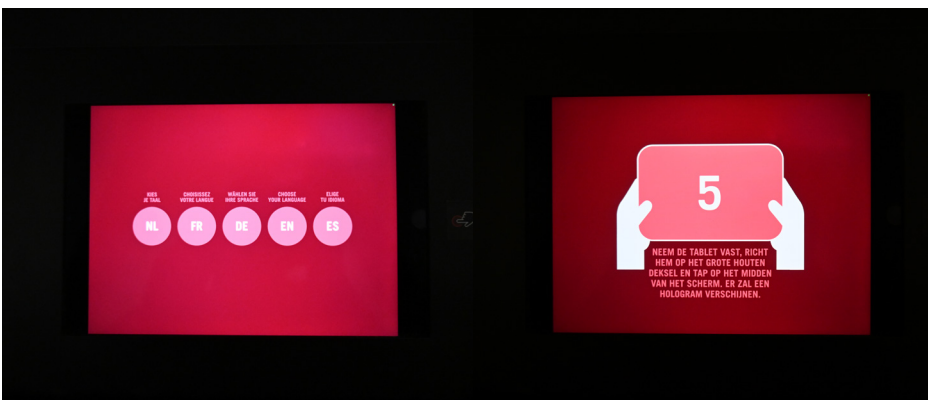 KIES
JE TAAL
CHOISISSEZ
VOTRE LANGUE
WÄHLEN SIE
IHRE SPRACHE
CHOOSE
YOUR LANGUAGE
ELIGE
TU IDIOMA
NL
FR
DE
EN
ES
5
NEEM DE TABLET VAST, RICHT
HEM OP HET GROTE HOUTEN
DEKSEL EN TAP OP HET MIDDEN
VAN HET SCHERM. ER ZAL EEN
HOLOGRAM VERSCHIJNEN.